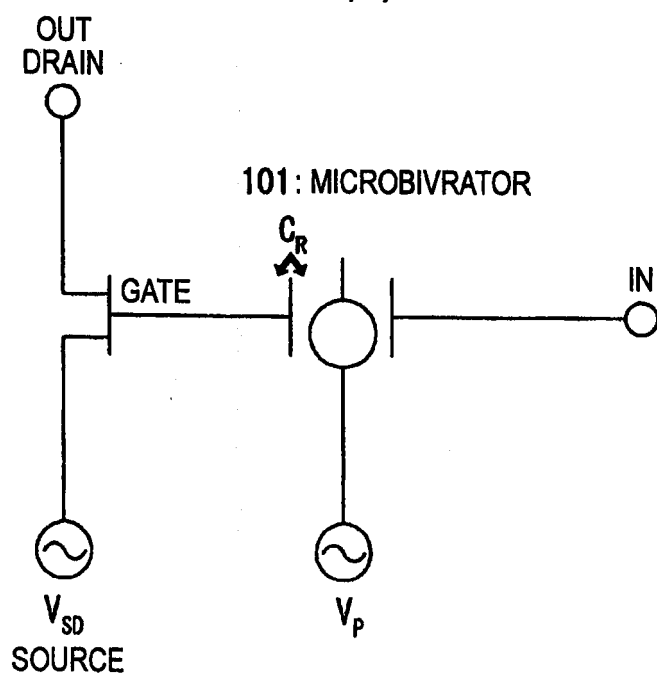 OUT
DRAIN
101: MICROBIVRATOR
C_R
GATE
IN
V_SD
SOURCE
V_P